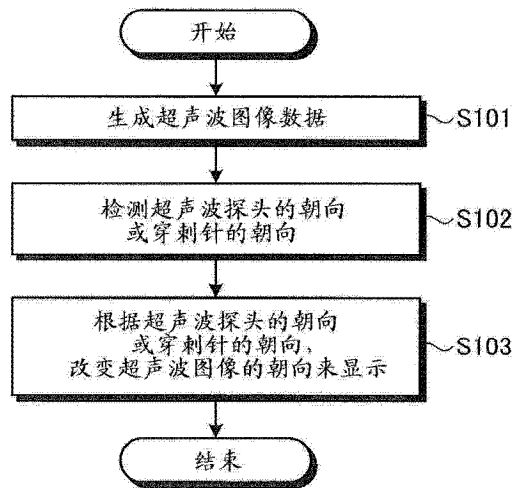 开始
生成超声波图像数据
S101
检测超声波探头的朝向
或穿刺针的朝向
S102
根据超声波探头的朝向
或穿刺针的朝向,
改变超声波图像的朝向来显示
S103
结束